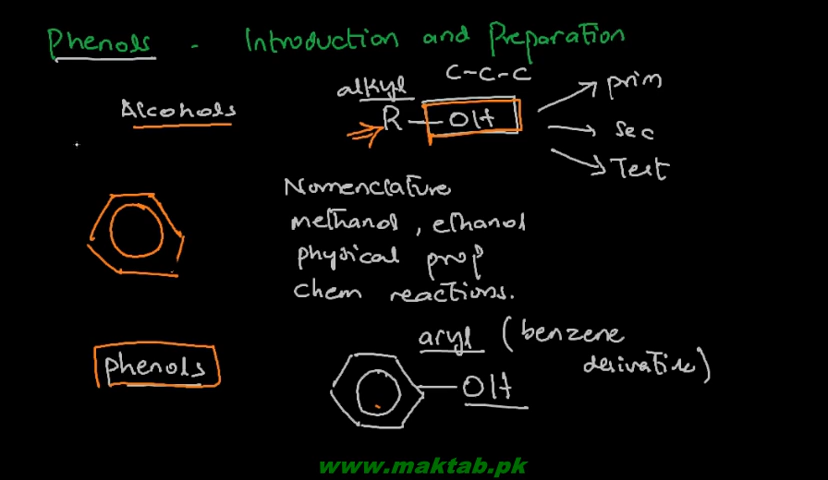 Phenols - Introduction and Preparation
C-C-C
alkyl
Alcohols R-OH prim
sec
Tert
Nomenclature
methanol, ethanol
physical prop
chem reactions.
aryl (benzene
derivative)
phenols OH
www.maktab.pk